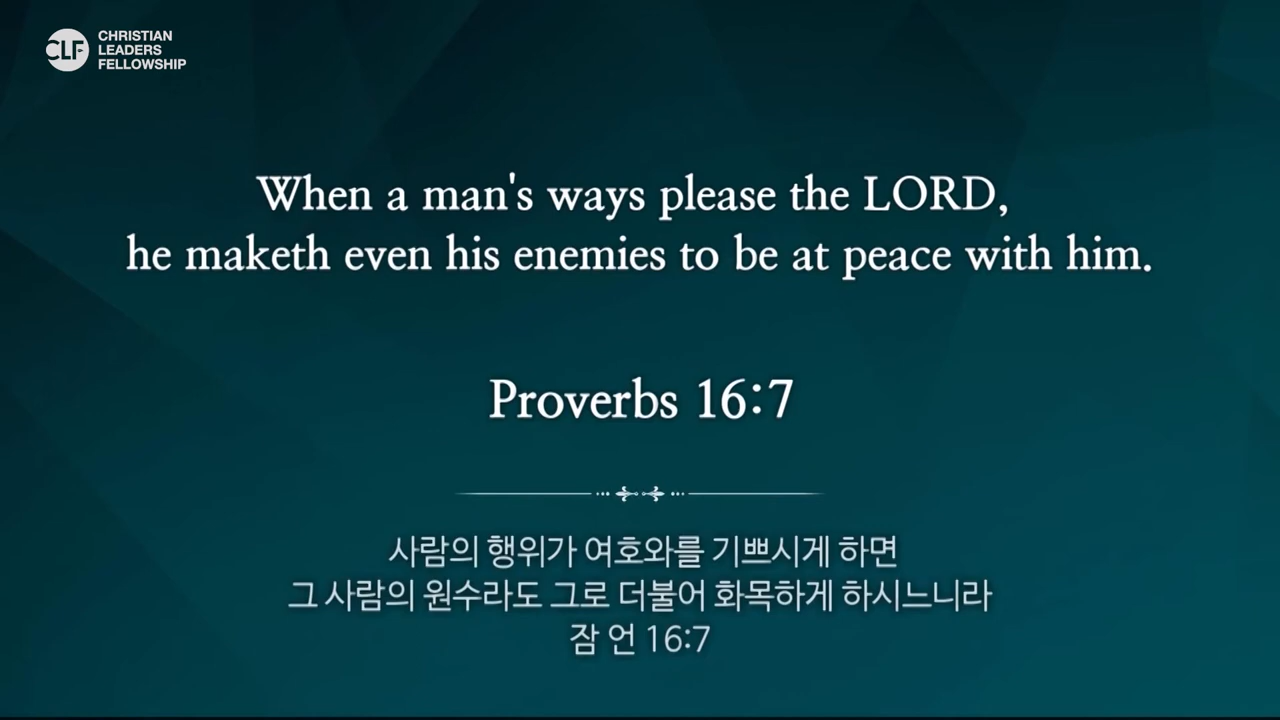 CLF
CHRISTIAN
LEADERS
FELLOWSHIP
When a man's ways please the LORD,
he maketh even his enemies to be at peace with him.
Proverbs 16:7
사람의 행위가 여호와를 기쁘시게 하면
그 사람의 원수라도 그로 더불어 화목하게 하시느니라
잠 언 16:7